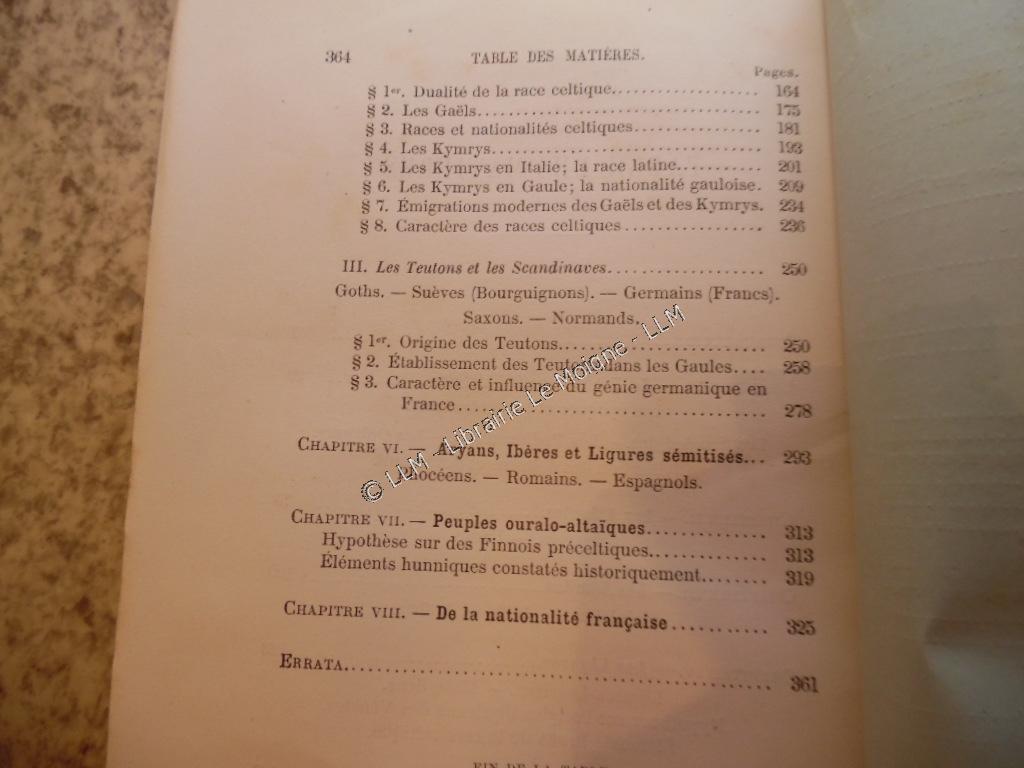 364 TABLE DES MATIÈRES.
Pages.
§ 1er. Dualité de la race celtique................... 164
§ 2. Les Gaëls..................................... 175
§ 3. Races et nationalités celtiques................ 181
§ 4. Les Kymrys................................... 193
§ 5. Les Kymrys en Italie; la race latine........... 201
§ 6. Les Kymrys en Gaule; la nationalité gauloise. 209
§ 7. Émigrations modernes des Gaëls et des Kymrys. 234
§ 8. Caractère des races celtiques.................. 236
III. Les Teutons et les Scandinaves.................... 250
Goths. — Suèves (Bourguignons). — Germains (Francs).
Saxons. — Normands.
§ 1er. Origine des Teutons.......................... 250
§ 2. Établissement des Teutons dans les Gaules.... 258
§ 3. Caractère et influence du génie germanique en
France....................................... 278
CHAPITRE VI. — Aryans, Ibères et Ligures sémitisés... 293
Phocéens. — Romains. — Espagnols.
CHAPITRE VII. — Peuples ouralo-altaïques............. 313
Hypothèse sur des Finnois préceltiques............. 313
Éléments hunniques constatés historiquement........ 319
CHAPITRE VIII. — De la nationalité française........... 325
ERRATA................................................. 361
FIN DE LA TABLE
© LLM - Librairie Le Moigne - LLM